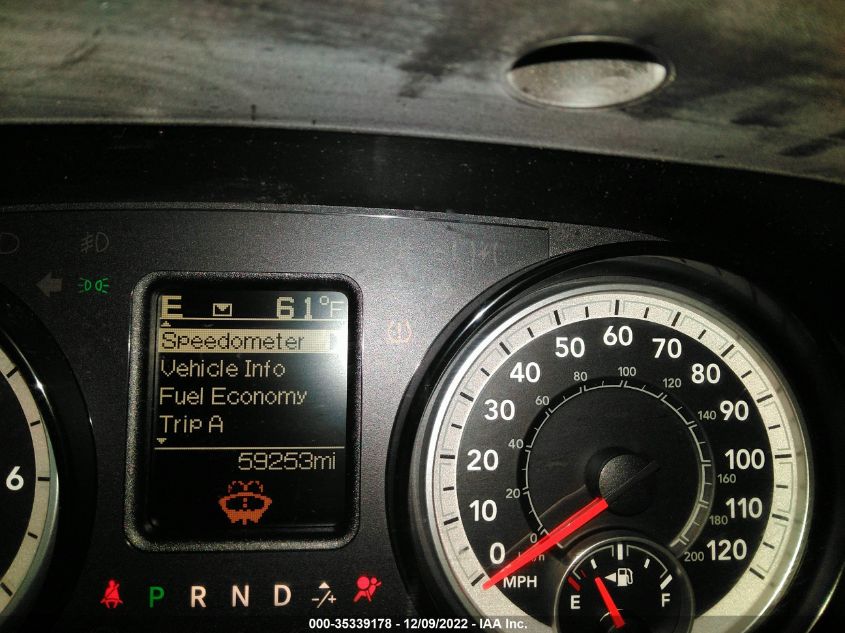 E 61°F
Speedometer
Vehicle Info
Fuel Economy
Trip A
59253mi
6
0 10 20 30 40 50 60 70 80 90 100 110 120
MPH
0 20 40 60 80 100 120 140 160 180 200
km/h
E F
P R N D -/+
000-35339178 - 12/09/2022 - IAA Inc.